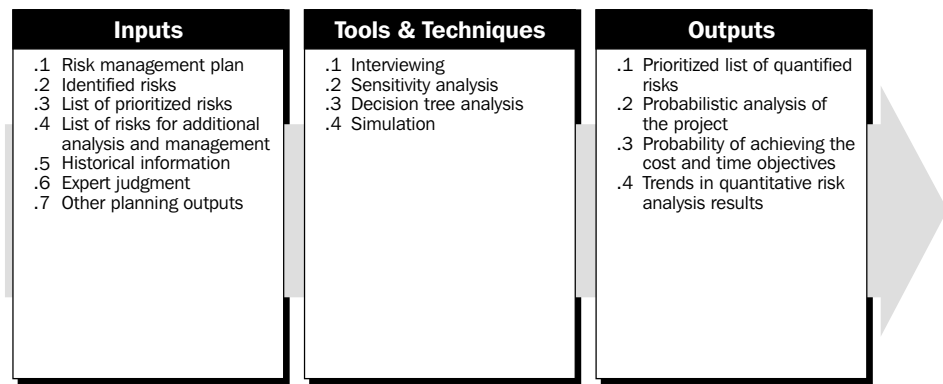 Inputs
.1 Risk management plan
.2 Identified risks
.3 List of prioritized risks
.4 List of risks for additional
analysis and management
.5 Historical information
.6 Expert judgment
.7 Other planning outputs
Tools & Techniques
.1 Interviewing
.2 Sensitivity analysis
.3 Decision tree analysis
.4 Simulation
Outputs
.1 Prioritized list of quantified
risks
.2 Probabilistic analysis of
the project
.3 Probability of achieving the
cost and time objectives
.4 Trends in quantitative risk
analysis results